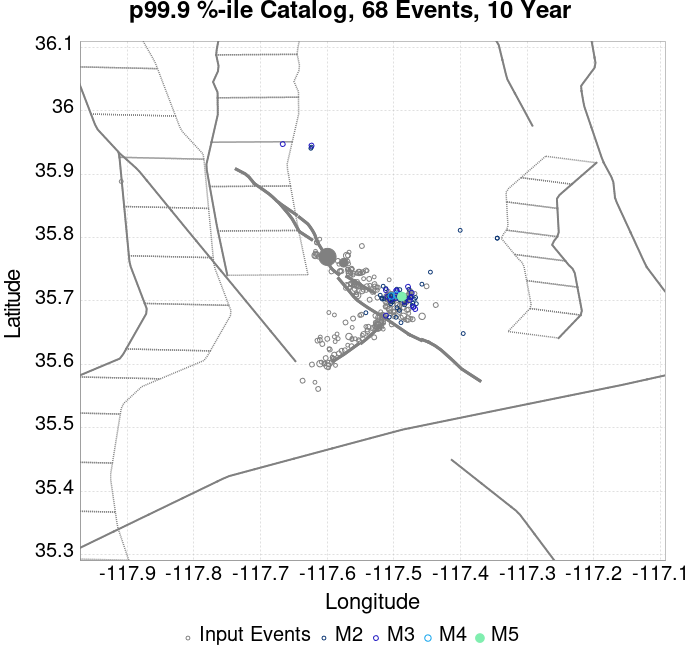 p99.9 %-ile Catalog, 68 Events, 10 Year
36.1
36
35.9
35.8
35.7
35.6
35.5
35.4
35.3
Latitude
-117.9 -117.8 -117.7 -117.6 -117.5 -117.4 -117.3 -117.2 -117.1
Longitude
Input Events M2 M3 M4 M5